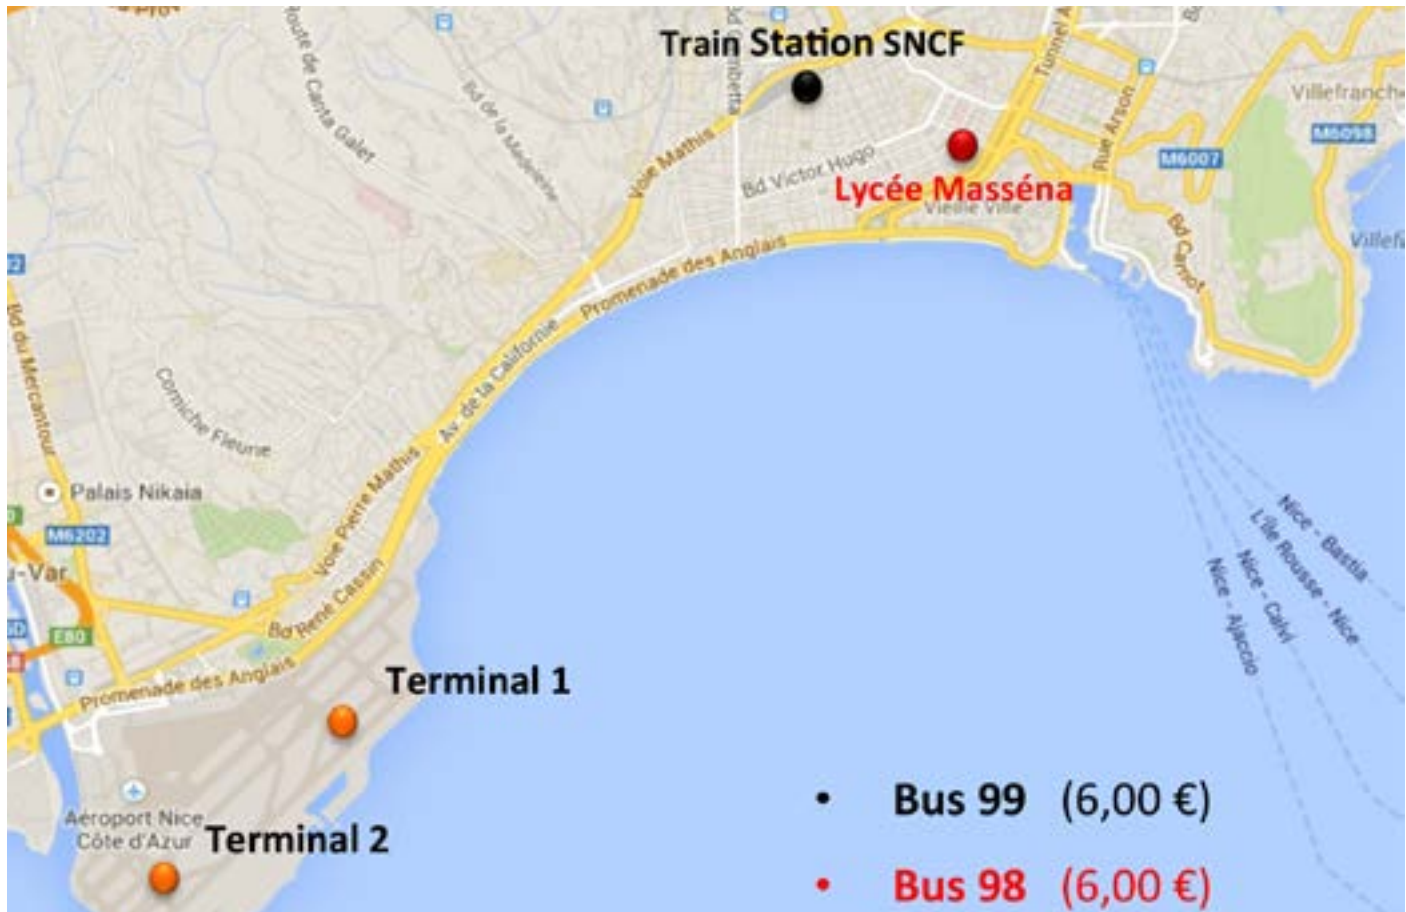 Route de Canta Galet
Bd de la Madeleine
Train Station SNCF
Tunnel
Rue Arson
Villefranche
M6098
M6007
Voie Mathis
Bd Victor Hugo
Lycée Masséna
Vieille Ville
Bd Carnot
Promenade des Anglais
Av. de la Californie
Bd du Mercantour
Corniche Fleurie
Palais Nikaia
M6202
Voie Pierre Mathis
Bd René Cassin
E80
Promenade des Anglais
Nice - Bastia
L'Île Rousse - Nice
Nice - Calvi
Nice - Ajaccio
Terminal 1
Aéroport Nice
Côte d'Azur
Terminal 2
• Bus 99 (6,00 €)
• Bus 98 (6,00 €)